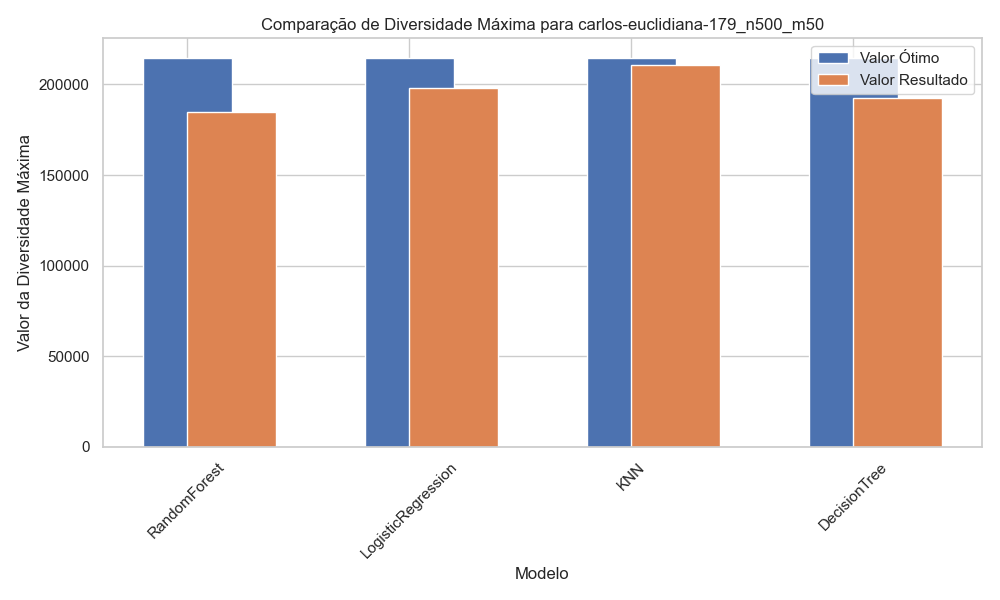 Comparação de Diversidade Máxima para carlos-euclidiana-179_n500_m50
Valor Ótimo
Valor Resultado
Valor da Diversidade Máxima
200000
150000
100000
50000
0
RandomForest
LogisticRegression
KNN
DecisionTree
Modelo